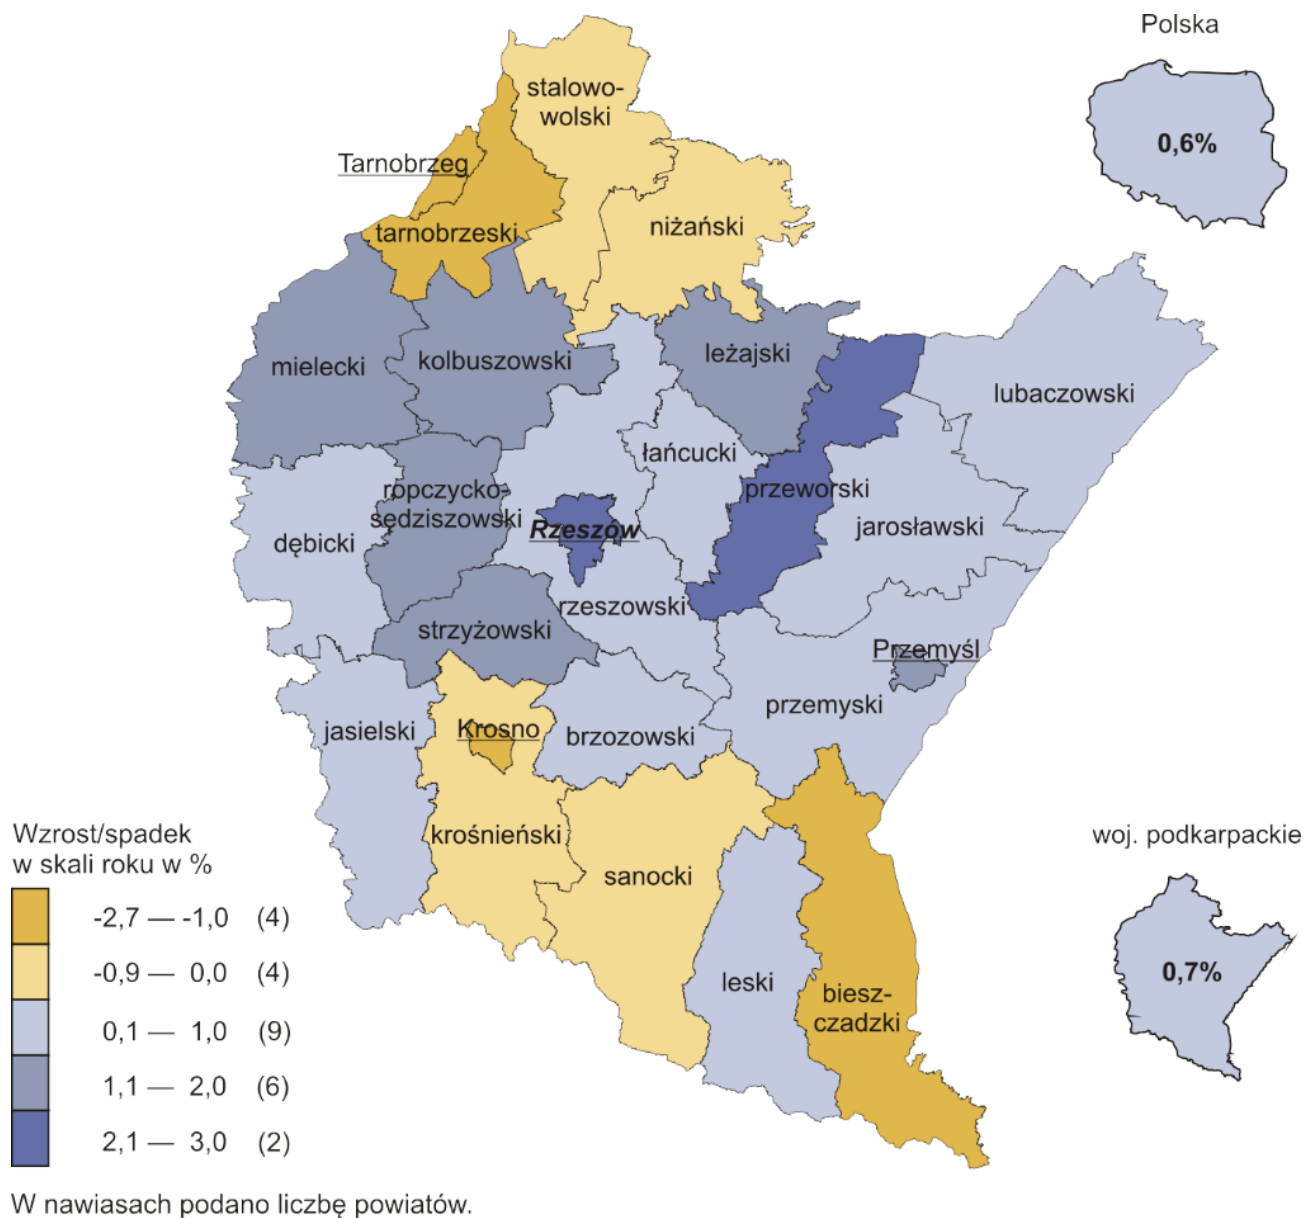 Polska
0,6%
stalowo-
wolski
Tarnobrzeg
tarnobrzeski
niżański
mielecki
kolbuszowski
leżajski
lubaczowski
łańcucki
ropczycko-
sędziszowski
przeworski
jarosławski
dębicki
Rzeszów
rzeszowski
strzyżowski
Przemyśl
przemyski
jasielski
Krosno
brzozowski
krośnieński
sanocki
leski
biesz-
czadzki
woj. podkarpackie
0,7%
Wzrost/spadek
w skali roku w %
-2,7 — -1,0 (4)
-0,9 — 0,0 (4)
0,1 — 1,0 (9)
1,1 — 2,0 (6)
2,1 — 3,0 (2)
W nawiasach podano liczbę powiatów.